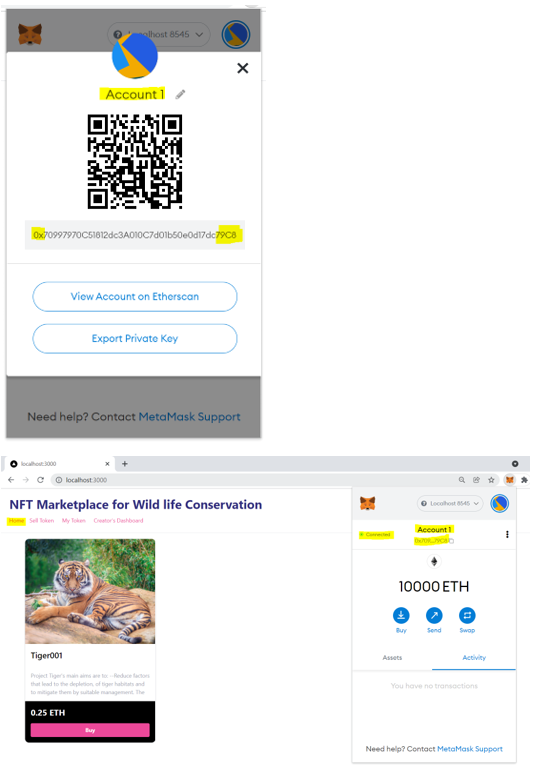 Localhost 8545
Account 1
0x70997970C51812dc3A010C7d01b50e0d17dc79C8
View Account on Etherscan
Export Private Key
Need help? Contact MetaMask Support
localhost:3000
localhost:3000
NFT Marketplace for Wild life Conservation
Home Sell Token My Token Creator's Dashboard
Localhost 8545
Connected
Account 1
10000 ETH
Buy Send Swap
Assets Activity
You have no transactions
Tiger001
Project Tiger's main aims are to: - Reduce factors
that lead to the depletion, of tiger habitats and
to mitigate them by suitable management. The
0.25 ETH
Buy
Need help? Contact MetaMask Support